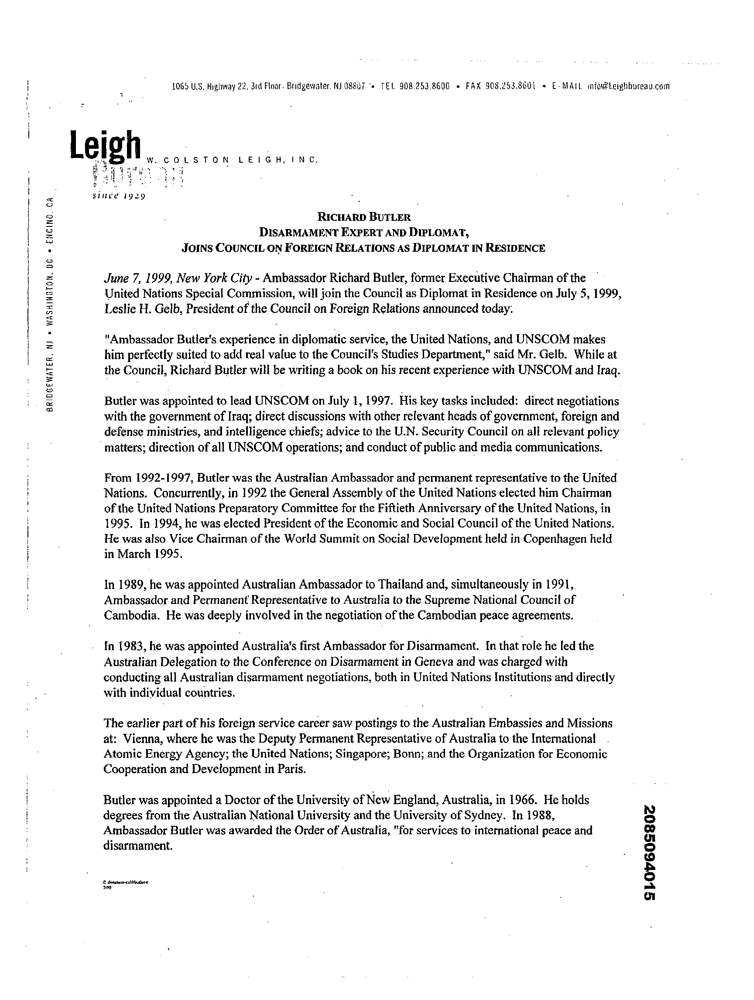 1065 U.S. Highway 22, 3rd Floor - Bridgewater, NJ 08807 • TEL 908.253.8600 • FAX 908.253.8601 • E-MAIL info@Leighbureau.com
Leigh W. COLSTON LEIGH, INC.
since 1929
BRIDGEWATER, NJ • WASHINGTON, DC • ENCINO, CA
RICHARD BUTLER
DISARMAMENT EXPERT AND DIPLOMAT,
JOINS COUNCIL ON FOREIGN RELATIONS AS DIPLOMAT IN RESIDENCE
June 7, 1999, New York City - Ambassador Richard Butler, former Executive Chairman of the
United Nations Special Commission, will join the Council as Diplomat in Residence on July 5, 1999,
Leslie H. Gelb, President of the Council on Foreign Relations announced today:
"Ambassador Butler's experience in diplomatic service, the United Nations, and UNSCOM makes
him perfectly suited to add real value to the Council's Studies Department," said Mr. Gelb. While at
the Council, Richard Butler will be writing a book on his recent experience with UNSCOM and Iraq.
Butler was appointed to lead UNSCOM on July 1, 1997. His key tasks included: direct negotiations
with the government of Iraq; direct discussions with other relevant heads of government, foreign and
defense ministries, and intelligence chiefs; advice to the U.N. Security Council on all relevant policy
matters; direction of all UNSCOM operations; and conduct of public and media communications.
From 1992-1997, Butler was the Australian Ambassador and permanent representative to the United
Nations. Concurrently, in 1992 the General Assembly of the United Nations elected him Chairman
of the United Nations Preparatory Committee for the Fiftieth Anniversary of the United Nations, in
1995. In 1994, he was elected President of the Economic and Social Council of the United Nations.
He was also Vice Chairman of the World Summit on Social Development held in Copenhagen held
in March 1995.
In 1989, he was appointed Australian Ambassador to Thailand and, simultaneously in 1991,
Ambassador and Permanent Representative to Australia to the Supreme National Council of
Cambodia. He was deeply involved in the negotiation of the Cambodian peace agreements.
In 1983, he was appointed Australia's first Ambassador for Disarmament. In that role he led the
Australian Delegation to the Conference on Disarmament in Geneva and was charged with
conducting all Australian disarmament negotiations, both in United Nations Institutions and directly
with individual countries.
The earlier part of his foreign service career saw postings to the Australian Embassies and Missions
at: Vienna, where he was the Deputy Permanent Representative of Australia to the International
Atomic Energy Agency; the United Nations; Singapore; Bonn; and the Organization for Economic
Cooperation and Development in Paris.
Butler was appointed a Doctor of the University of New England, Australia, in 1966. He holds
degrees from the Australian National University and the University of Sydney. In 1988,
Ambassador Butler was awarded the Order of Australia, "for services to international peace and
disarmament.
2085094015